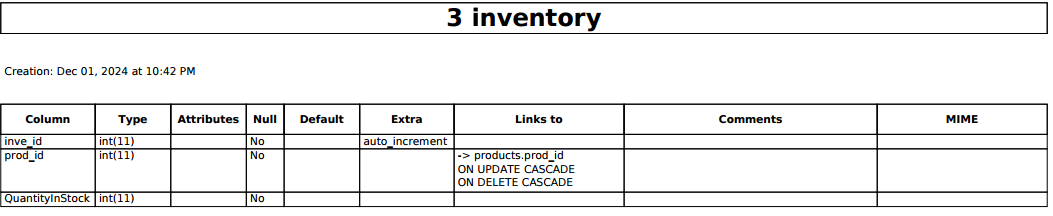 3 inventory
Creation: Dec 01, 2024 at 10:42 PM
Column Type Attributes Null Default Extra Links to Comments MIME
inve_id int(11) No auto_increment
prod_id int(11) No -> products.prod_id
ON UPDATE CASCADE
ON DELETE CASCADE
QuantityInStock int(11) No